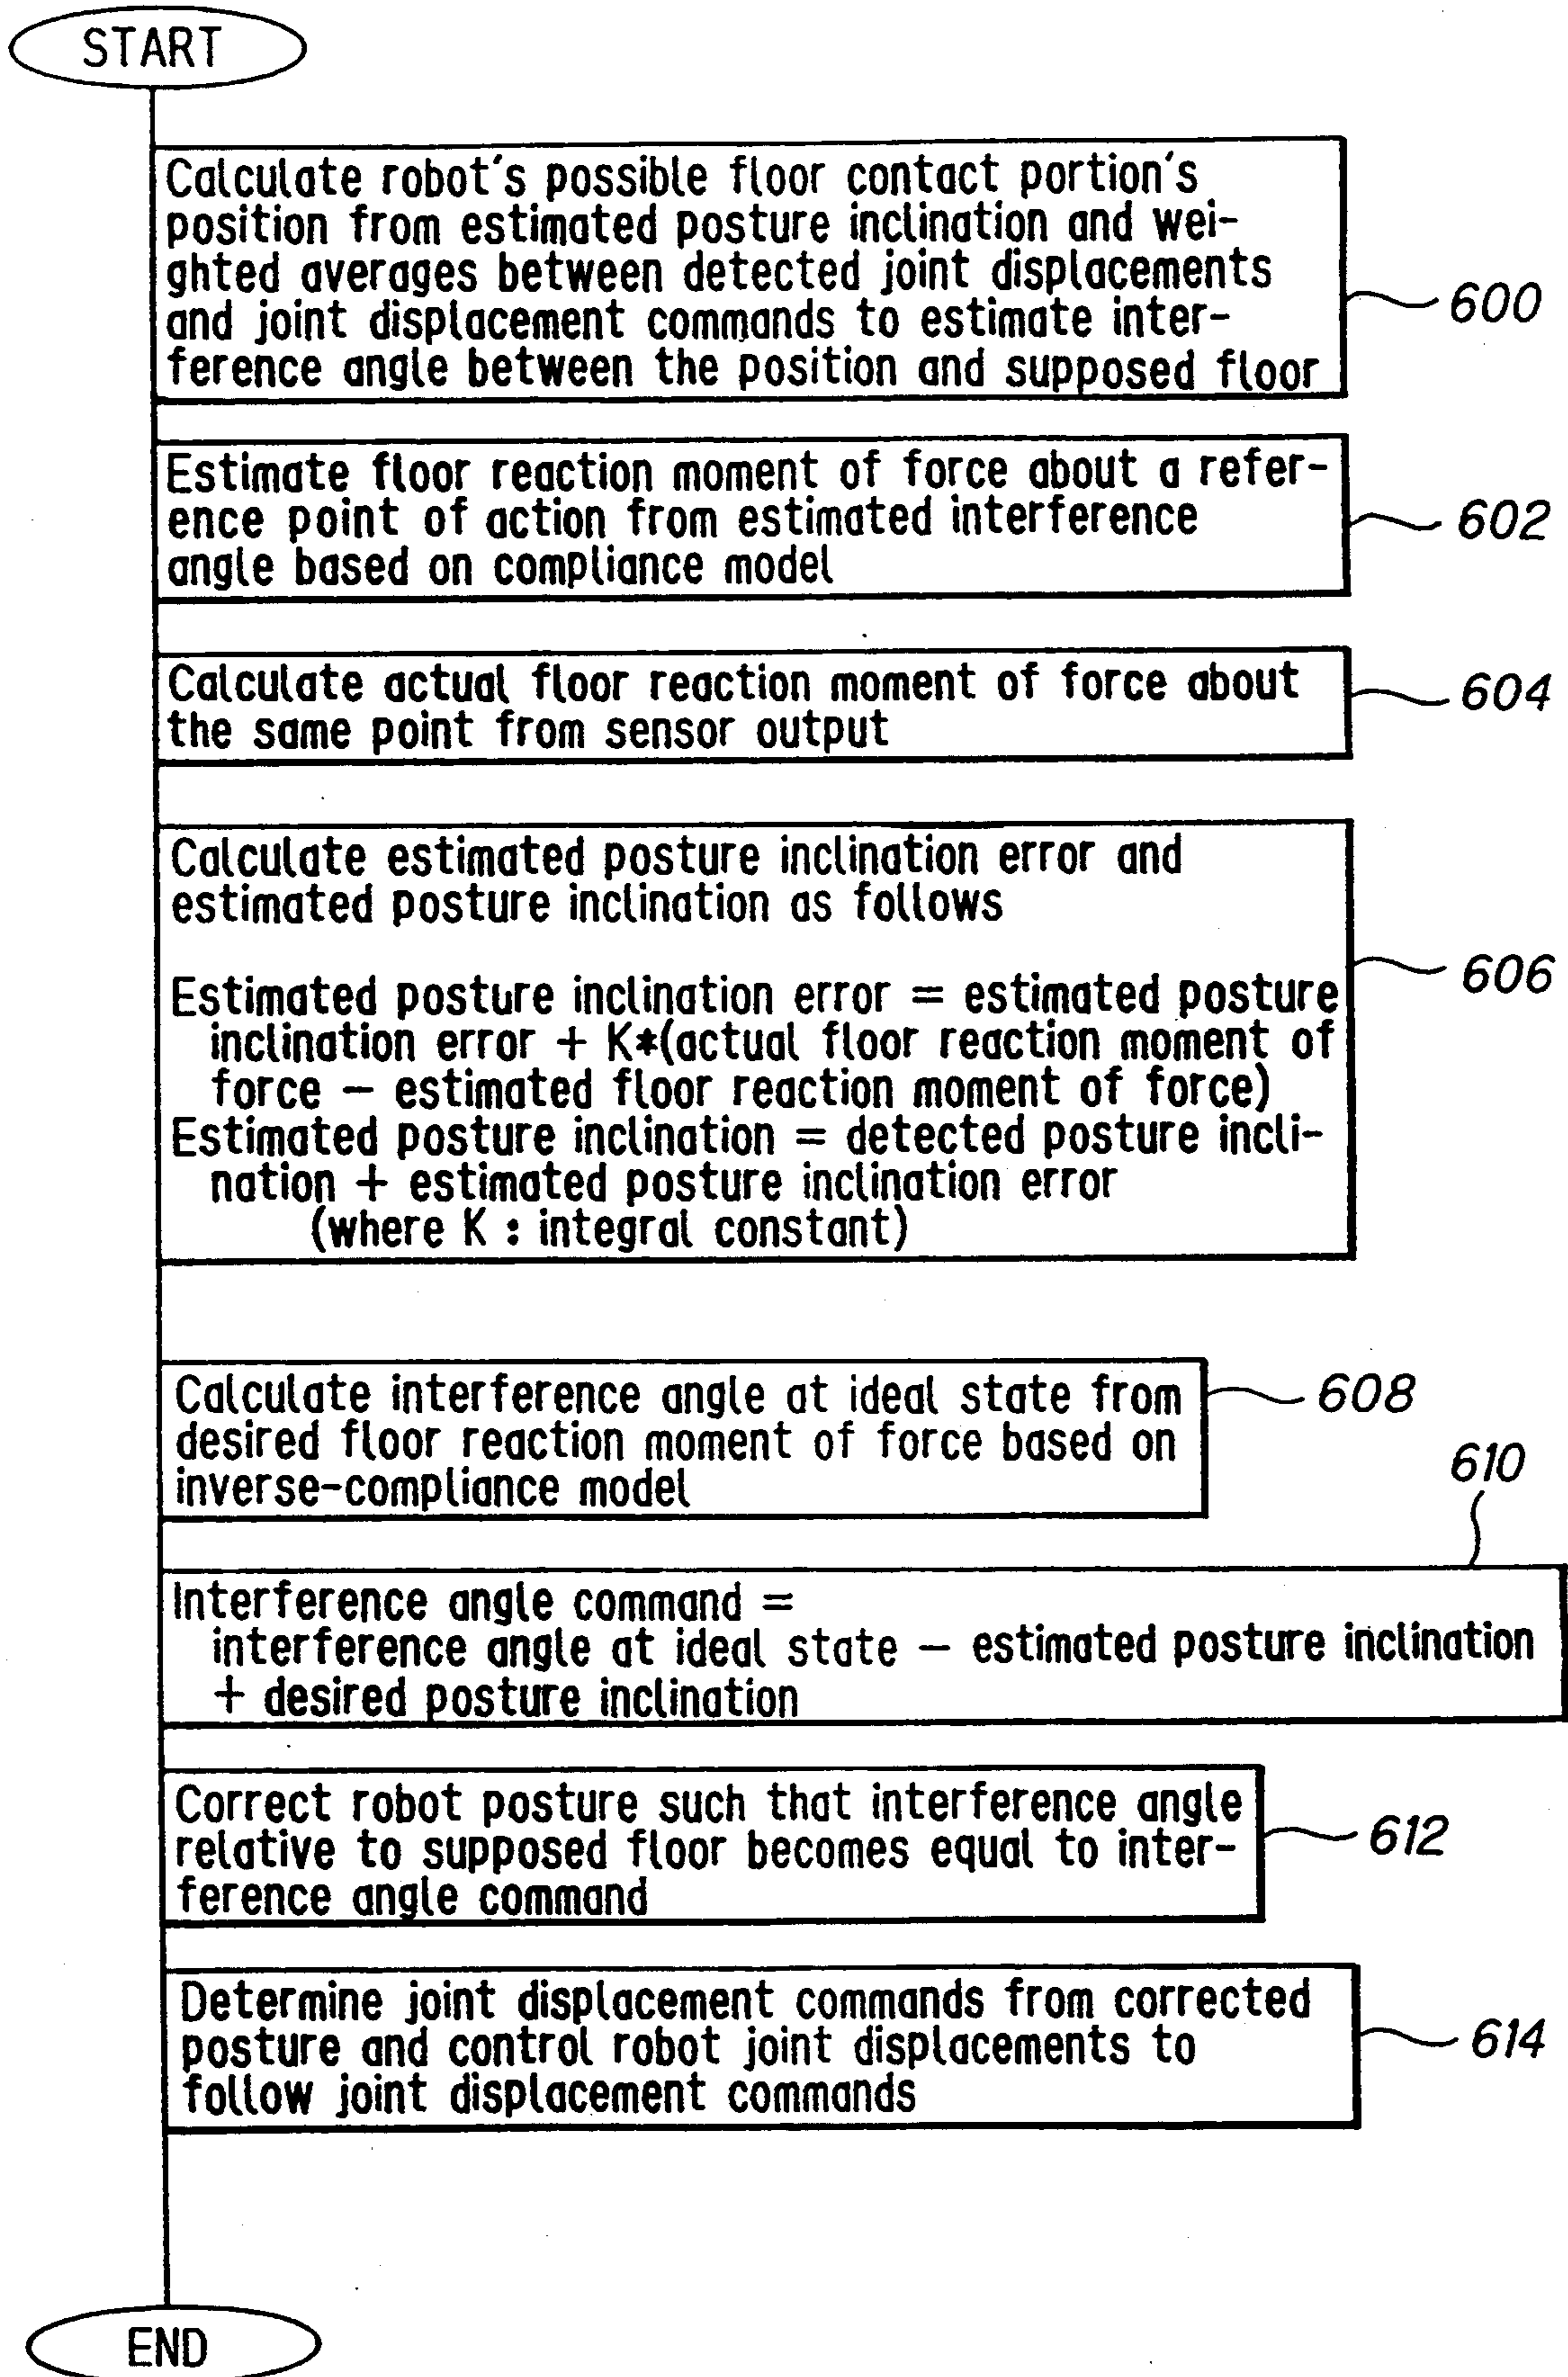 START
Calculate robot's possible floor contact portion's
position from estimated posture inclination and wei-
ghted averages between detected joint displacements
and joint displacement commands to estimate inter-
ference angle between the position and supposed floor
600
Estimate floor reaction moment of force about a refer-
ence point of action from estimated interference
angle based on compliance model
602
Calculate actual floor reaction moment of force about
the same point from sensor output
604
Calculate estimated posture inclination error and
estimated posture inclination as follows
Estimated posture inclination error = estimated posture
inclination error + K*(actual floor reaction moment of
force − estimated floor reaction moment of force)
Estimated posture inclination = detected posture incli-
nation + estimated posture inclination error
(where K : integral constant)
606
Calculate interference angle at ideal state from
desired floor reaction moment of force based on
inverse-compliance model
608
610
Interference angle command =
interference angle at ideal state − estimated posture inclination
+ desired posture inclination
Correct robot posture such that interference angle
relative to supposed floor becomes equal to inter-
ference angle command
612
Determine joint displacement commands from corrected
posture and control robot joint displacements to
follow joint displacement commands
614
END